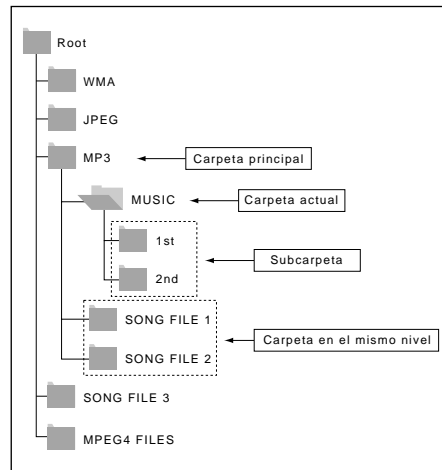 Root
WMA
JPEG
MP3
Carpeta principal
MUSIC
Carpeta actual
1st
Subcarpeta
2nd
SONG FILE 1
Carpeta en el mismo nivel
SONG FILE 2
SONG FILE 3
MPEG4 FILES